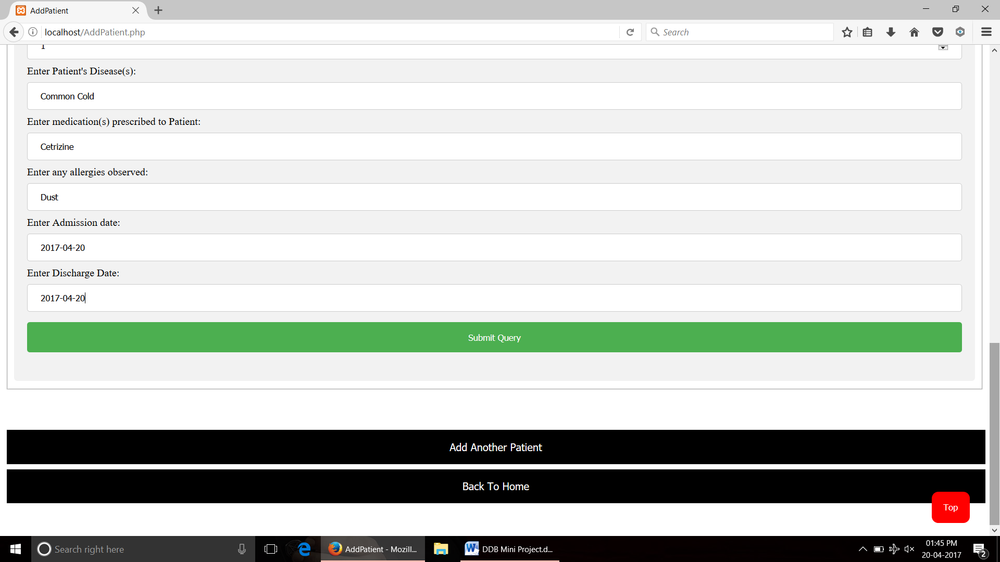 AddPatient
localhost/AddPatient.php
Search
1
Enter Patient's Disease(s):
Common Cold
Enter medication(s) prescribed to Patient:
Cetrizine
Enter any allergies observed:
Dust
Enter Admission date:
2017-04-20
Enter Discharge Date:
2017-04-20
Submit Query
Add Another Patient
Back To Home
Top
Search right here
AddPatient - Mozill...
DDB Mini Project.d...
01:45 PM
20-04-2017
2